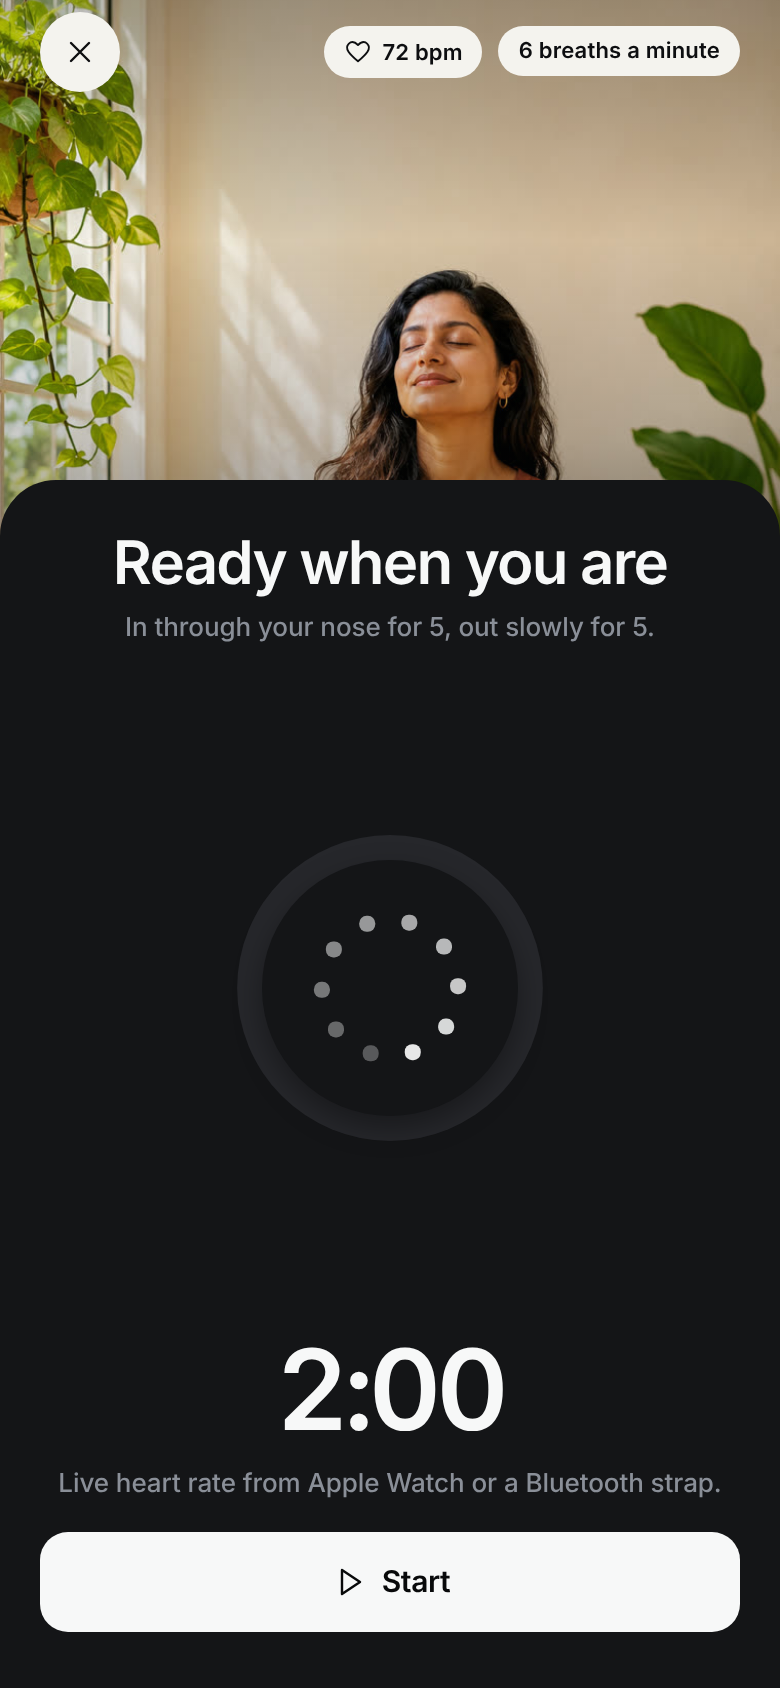 72 bpm
6 breaths a minute
Ready when you are
In through your nose for 5, out slowly for 5.
2:00
Live heart rate from Apple Watch or a Bluetooth strap.
Start